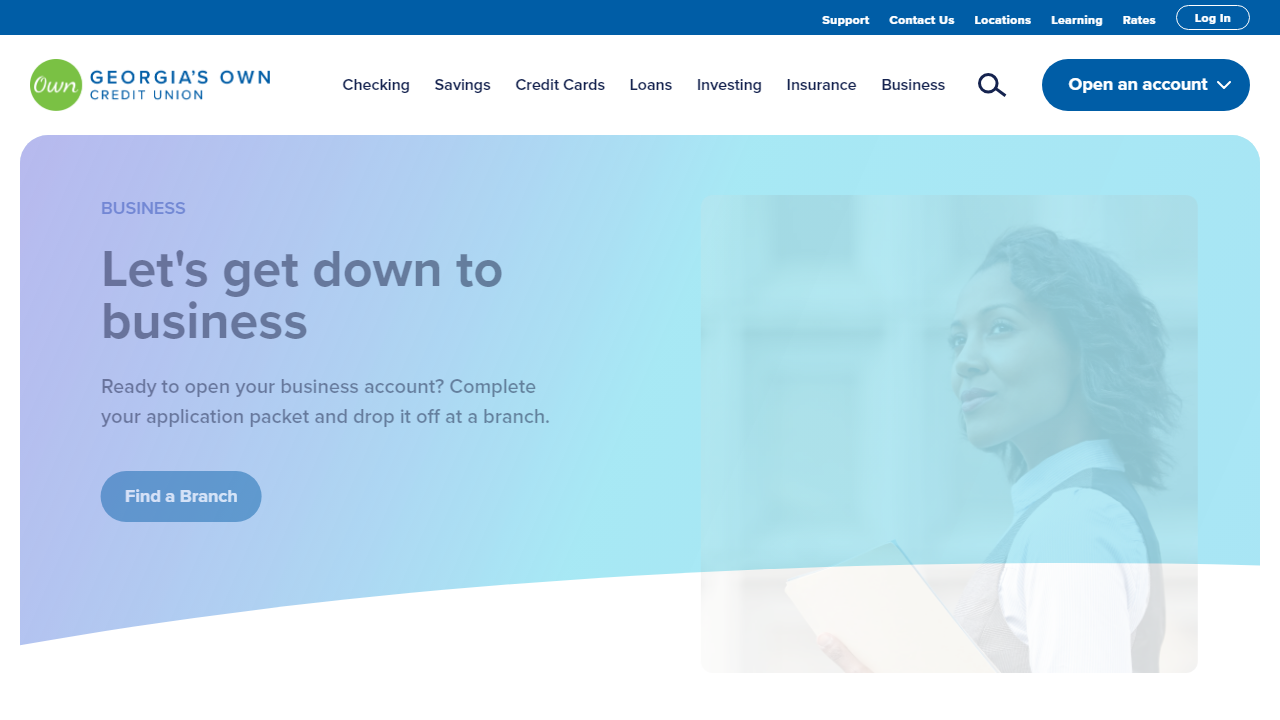 Support Contact Us Locations Learning Rates Log In
Own GEORGIA'S OWN
CREDIT UNION
Checking Savings Credit Cards Loans Investing Insurance Business
Open an account
BUSINESS
Let's get down to
business
Ready to open your business account? Complete
your application packet and drop it off at a branch.
Find a Branch